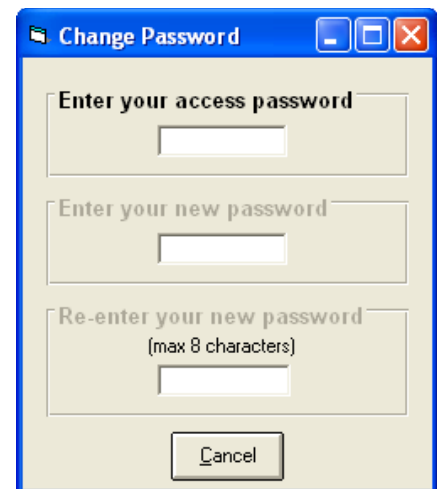 Change Password
Enter your access password
Enter your new password
Re-enter your new password
(max 8 characters)
Cancel